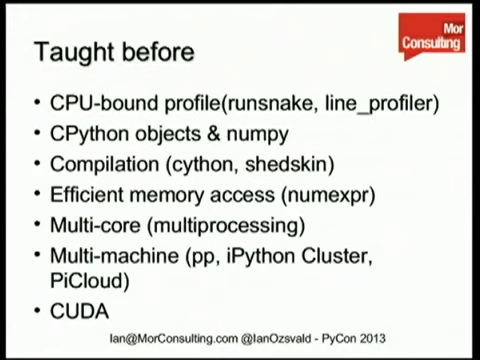 Mor
Consulting
Taught before
• CPU-bound profile(runsnake, line_profiler)
• CPython objects & numpy
• Compilation (cython, shedskin)
• Efficient memory access (numexpr)
• Multi-core (multiprocessing)
• Multi-machine (pp, iPython Cluster,
PiCloud)
• CUDA
Ian@MorConsulting.com @IanOzsvald - PyCon 2013